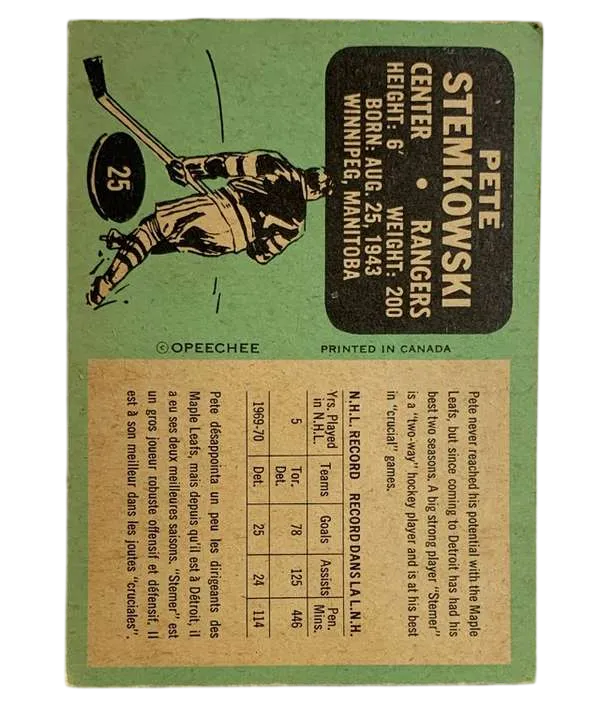 PETE
STEMKOWSKI
CENTER • RANGERS
HEIGHT: 6' WEIGHT: 200
BORN: AUG. 25, 1943
WINNIPEG, MANITOBA
25
© OPEECHEE PRINTED IN CANADA
Pete never reached his potential with the Maple
Leafs, but since coming to Detroit has had his
best two seasons. A big strong player "Stemer"
is a "two-way" hockey player and is at his best
in "crucial" games.
N.H.L. RECORD RECORD DANS LA L.N.H.
Yrs. Played in N.H.L. Teams Goals Assists Pen. Mins.
5 Tor. Det. 78 125 446
1969-70 Det. 25 24 114
Pete désappointa un peu les dirigeants des
Maple Leafs, mais depuis qu'il est à Détroit, il
a eu ses deux meilleures saisons. "Stemer" est
un gros joueur robuste offensif et défensif. Il
est à son meilleur dans les joutes "cruciales".